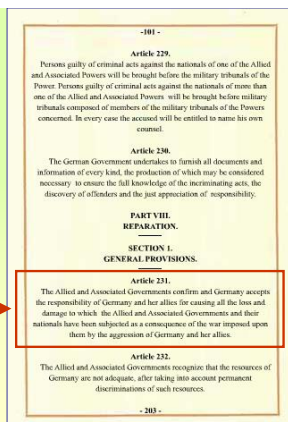 -101 -
Article 229.
Persons guilty of criminal acts against the nationals of one of the Allied
and Associated Powers will be brought before the military tribunals of the
Power. Persons guilty of criminal acts against the nationals of more than
one of the Allied and Associated Powers will be brought before military
tribunals composed of members of the military tribunals of the Powers
concerned. In every case the accused will be entitled to name his own
counsel.
Article 230.
The German Government undertakes to furnish all documents and
information of every kind, the production of which may be considered
necessary to ensure the full knowledge of the incriminating acts, the
discovery of offenders and the just appreciation of responsibility.
PART VIII.
REPARATION.
SECTION 1.
GENERAL PROVISIONS.
Article 231.
The Allied and Associated Governments confirm and Germany accepts
the responsibility of Germany and her allies for causing all the loss and
damage to which the Allied and Associated Governments and their
nationals have been subjected as a consequence of the war imposed upon
them by the aggression of Germany and her allies.
Article 232.
The Allied and Associated Governments recognize that the resources of
Germany are not adequate, after taking into account permanent
discriminations of such resources.
- 203 -